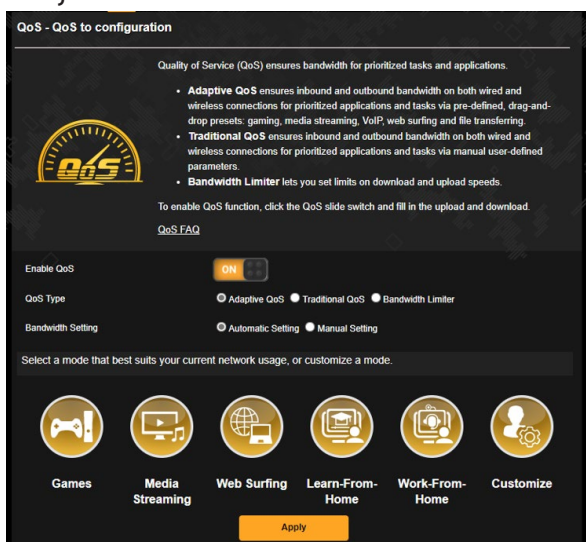 QoS - QoS to configuration
Quality of Service (QoS) ensures bandwidth for prioritized tasks and applications.
• Adaptive QoS ensures inbound and outbound bandwidth on both wired and
wireless connections for prioritized applications and tasks via pre-defined, drag-and-
drop presets: gaming, media streaming, VoIP, web surfing and file transferring.
• Traditional QoS ensures inbound and outbound bandwidth on both wired and
wireless connections for prioritized applications and tasks via manual user-defined
parameters.
• Bandwidth Limiter lets you set limits on download and upload speeds.
QoS
To enable QoS function, click the QoS slide switch and fill in the upload and download.
QoS FAQ
Enable QoS ON
QoS Type Adaptive QoS Traditional QoS Bandwidth Limiter
Bandwidth Setting Automatic Setting Manual Setting
Select a mode that best suits your current network usage, or customize a mode.
Games Media Web Surfing Learn-From- Work-From- Customize
Streaming Home Home
Apply